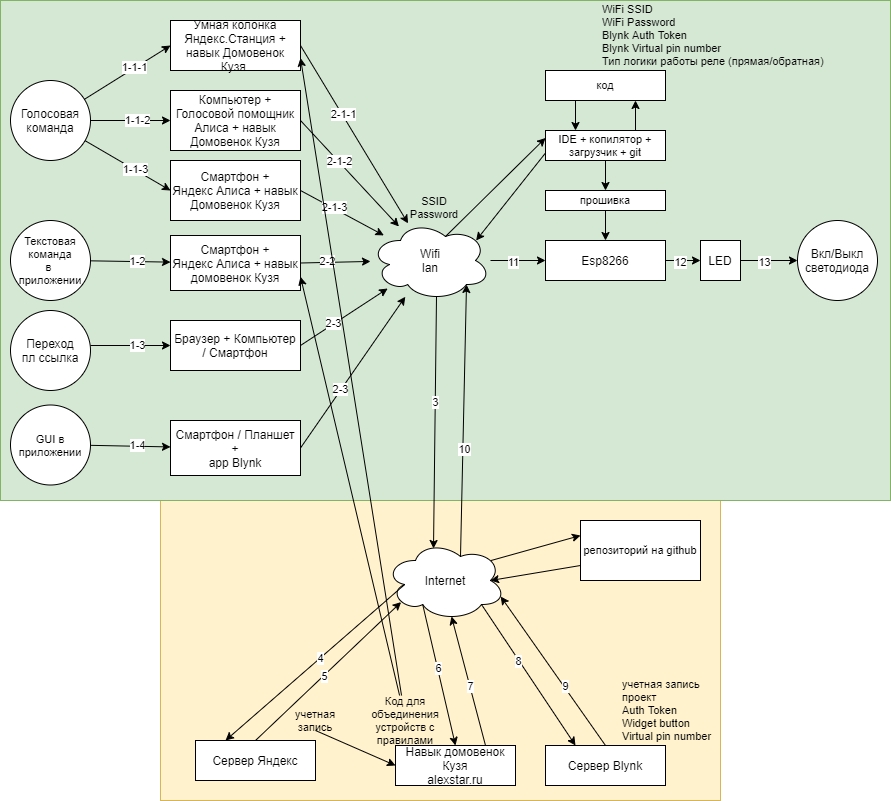 WiFi SSID
WiFi Password
Blynk Auth Token
Blynk Virtual pin number
Тип логики работы реле (прямая/обратная)
Умная колонка
Яндекс.Станция +
навык Домовенок
Кузя
код
1-1-1
Голосовая
команда
1-1-2
Компьютер +
Голосовой помощник
Алиса + навык
Домовенок Кузя
2-1-1
IDE + копилятор +
загрузчик + git
2-1-2
1-1-3
Смартфон +
Яндекс Алиса + навык
Домовенок Кузя
2-1-3
SSID
Password
прошивка
Текстовая
команда
в
приложении
1-2
Смартфон +
Яндекс Алиса + навык
домовенок Кузя
2-2
Wifi
lan
11
Esp8266
12
LED
13
Вкл/Выкл
светодиода
Переход
пл ссылка
1-3
Браузер + Компьютер
/ Смартфон
2-3
2-3
3
GUI в
приложении
1-4
Смартфон / Планшет
+
app Blynk
10
Internet
репозиторий на github
4
5
6
7
8
9
учетная запись
проект
Auth Token
Widget button
Virtual pin number
учетная
запись
Код для
объединения
устройств с
правилами
Сервер Яндекс
Навык домовенок
Кузя
alexstar.ru
Сервер Blynk